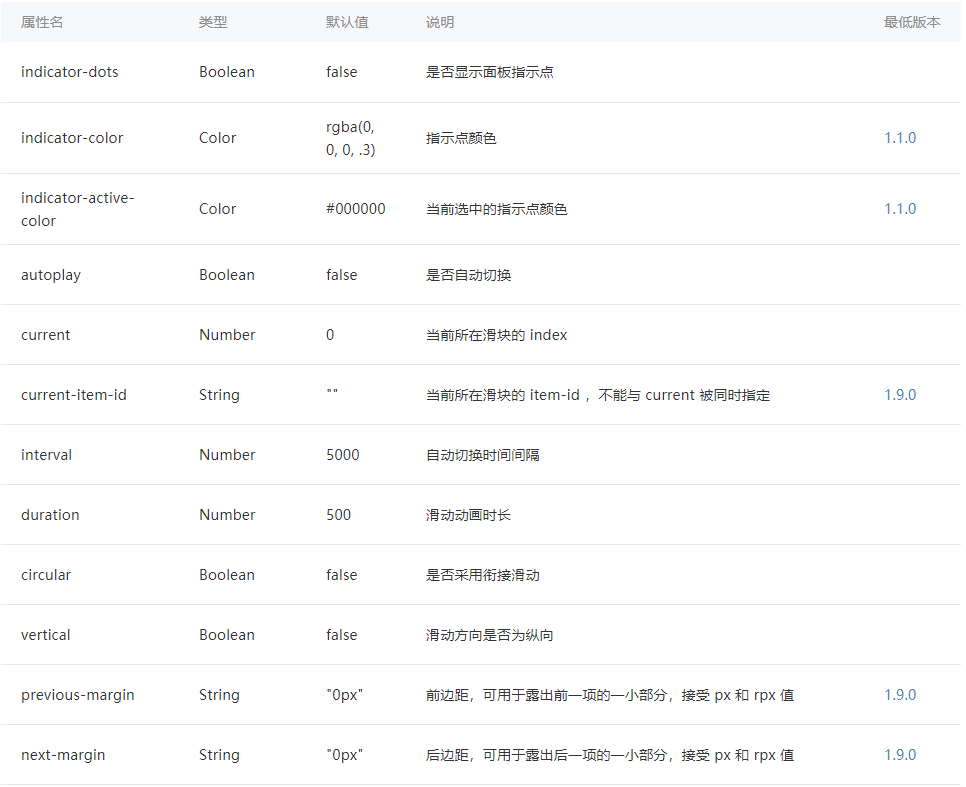 属性名 类型 默认值 说明 最低版本
indicator-dots Boolean false 是否显示面板指示点
indicator-color Color rgba(0, 0, 0, .3) 指示点颜色 1.1.0
indicator-active-color Color #000000 当前选中的指示点颜色 1.1.0
autoplay Boolean false 是否自动切换
current Number 0 当前所在滑块的 index
current-item-id String "" 当前所在滑块的 item-id ，不能与 current 被同时指定 1.9.0
interval Number 5000 自动切换时间间隔
duration Number 500 滑动动画时长
circular Boolean false 是否采用衔接滑动
vertical Boolean false 滑动方向是否为纵向
previous-margin String "0px" 前边距，可用于露出前一项的一小部分，接受 px 和 rpx 值 1.9.0
next-margin String "0px" 后边距，可用于露出后一项的一小部分，接受 px 和 rpx 值 1.9.0